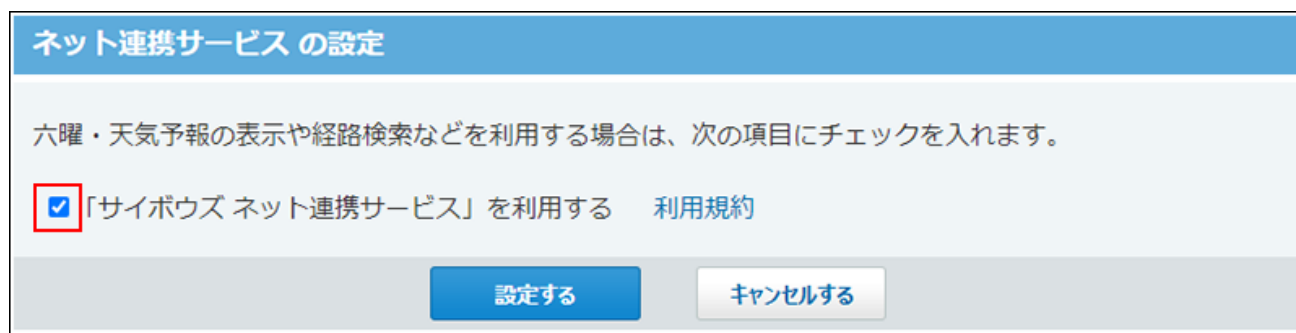 ネット連携サービス の設定
六曜・天気予報の表示や経路検索などを利用する場合は、次の項目にチェックを入れます。
「サイボウズ ネット連携サービス」を利用する 利用規約
設定する キャンセルする